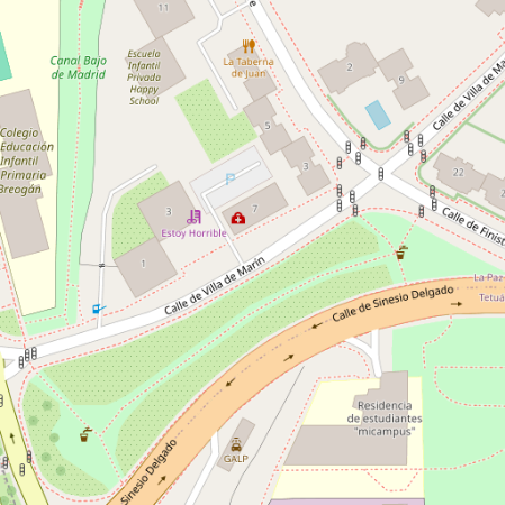 11
Escuela
Infantil
Privada
Happy
School
La Taberna
de Juan
Canal Bajo
de Madrid
2
9
Calle de Villa de Ma
Colegio
Educación
Infantil
Primaria
Breogán
5
3
22
3
7
Estoy Horrible
Calle de Finist
1
Calle de Villa de Marín
La Paz
Tetua
Calle de Sinesio Delgado
Residencia
de estudiantes
"micampus"
GALP
Sinesio Delgado